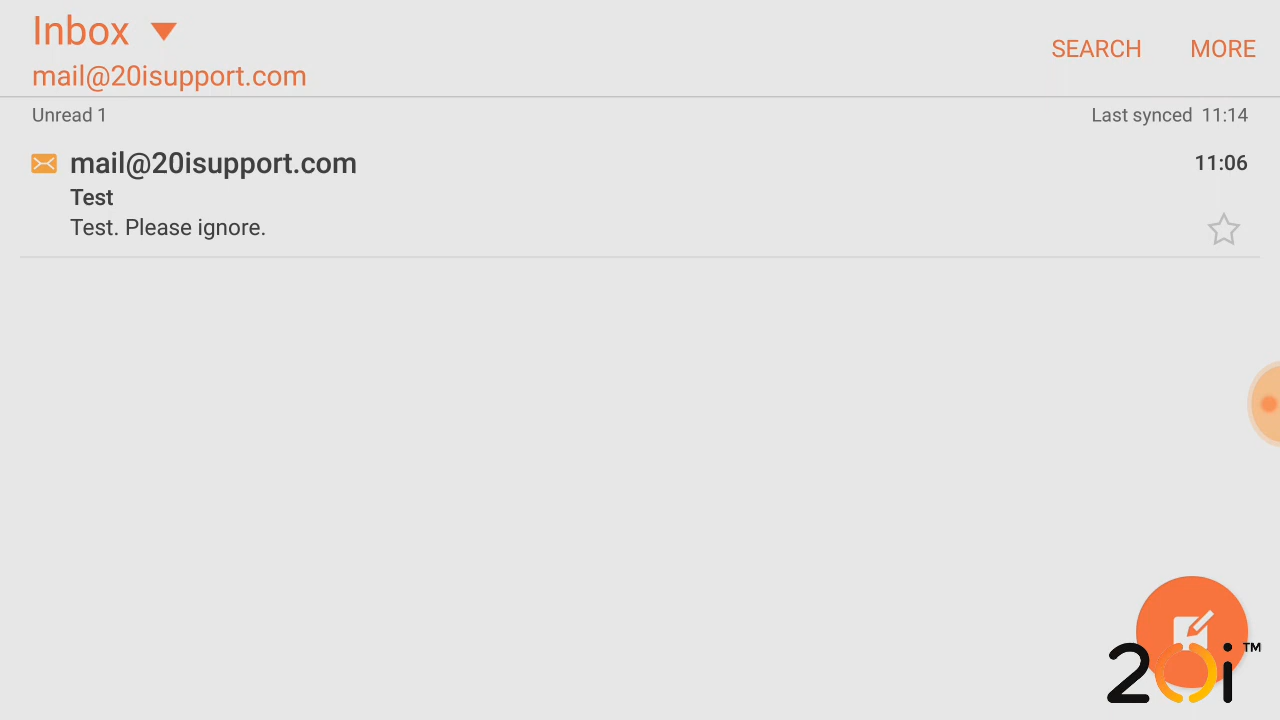 Inbox
mail@20isupport.com
SEARCH MORE
Unread 1
Last synced 11:14
mail@20isupport.com
11:06
Test
Test. Please ignore.
20i™